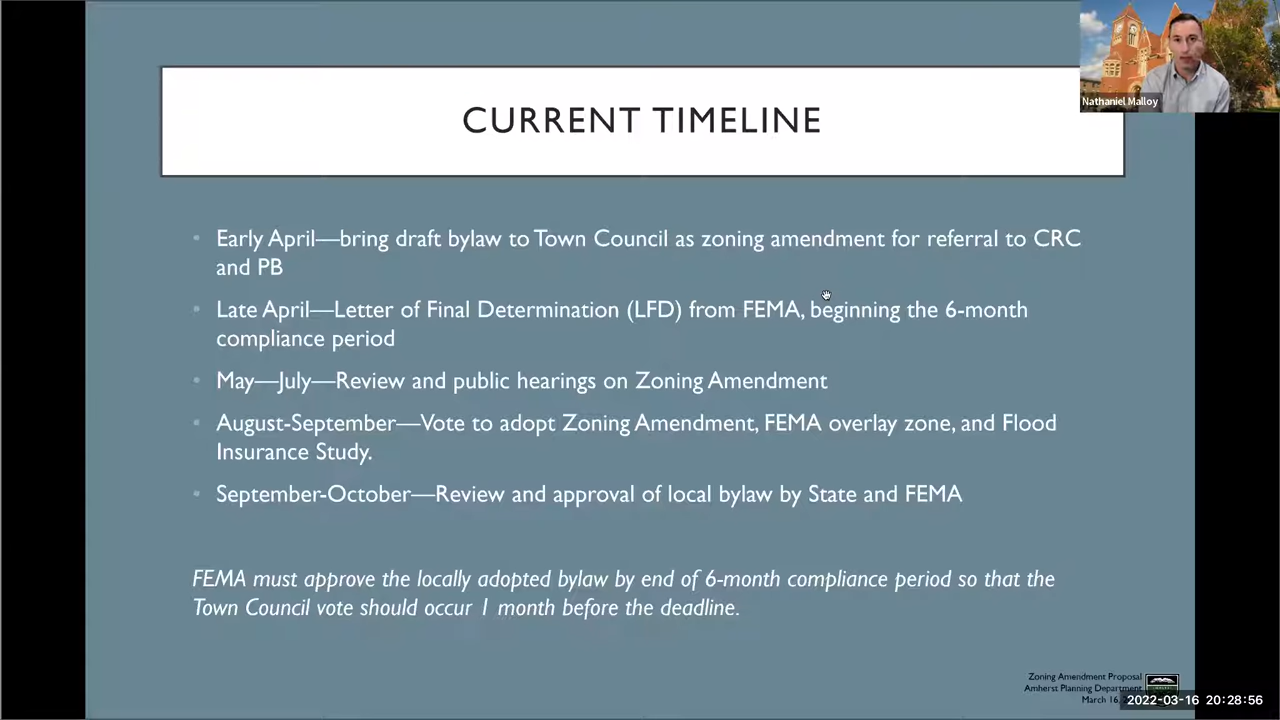 Nathaniel Malloy
CURRENT TIMELINE
• Early April—bring draft bylaw to Town Council as zoning amendment for referral to CRC
and PB
• Late April—Letter of Final Determination (LFD) from FEMA, beginning the 6-month
compliance period
• May—July—Review and public hearings on Zoning Amendment
• August-September—Vote to adopt Zoning Amendment, FEMA overlay zone, and Flood
Insurance Study.
• September-October—Review and approval of local bylaw by State and FEMA
FEMA must approve the locally adopted bylaw by end of 6-month compliance period so that the
Town Council vote should occur 1 month before the deadline.
Zoning Amendment Proposal
Amherst Planning Department
March 16,
2022-03-16 20:28:56